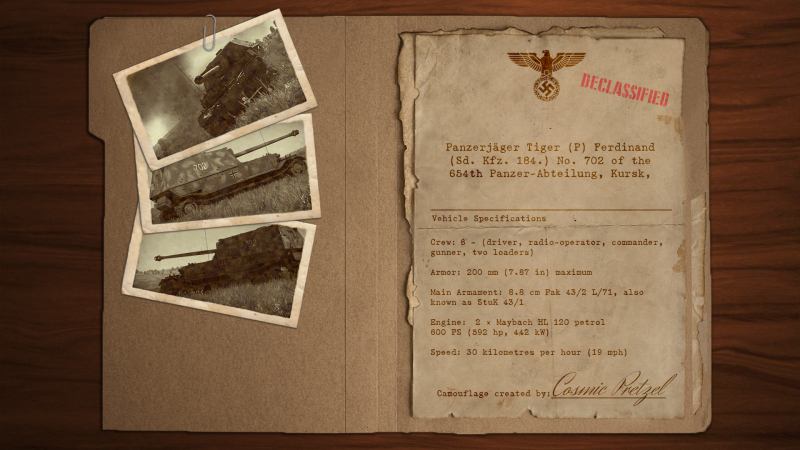 702
DECLASSIFIED
Panzerjäger Tiger (P) Ferdinand
(Sd. Kfz. 184.) No. 702 of the
654th Panzer-Abteilung, Kursk,
Vehicle Specifications
Crew: 6 - (driver, radio-operator, commander,
gunner, two loaders)
Armor: 200 mm (7.87 in) maximum
Main Armament: 8.8 cm Pak 43/2 L/71, also
known as StuK 43/1
Engine: 2 × Maybach HL 120 petrol
600 PS (592 hp, 442 kW)
Speed: 30 kilometres per hour (19 mph)
Camouflage created by: Cosmic Pretzel